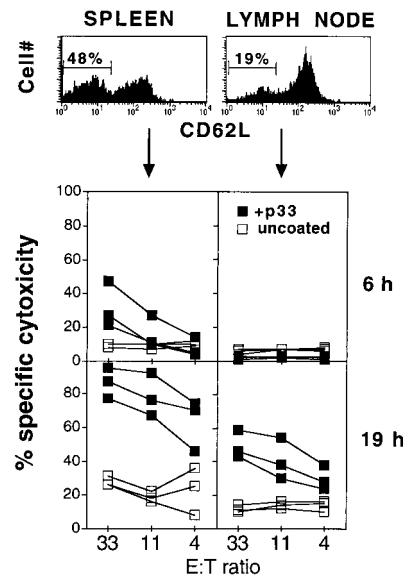 SPLEEN LYMPH NODE
Cell#
48% 19%
10⁰ 10¹ 10² 10³ 10⁴ 10⁰ 10¹ 10² 10³ 10⁴
CD62L
% specific cytoxicity
100
80
60
40
20
0
+p33
uncoated
6 h
80
60
40
20
0
19 h
33 11 4 33 11 4
E:T ratio